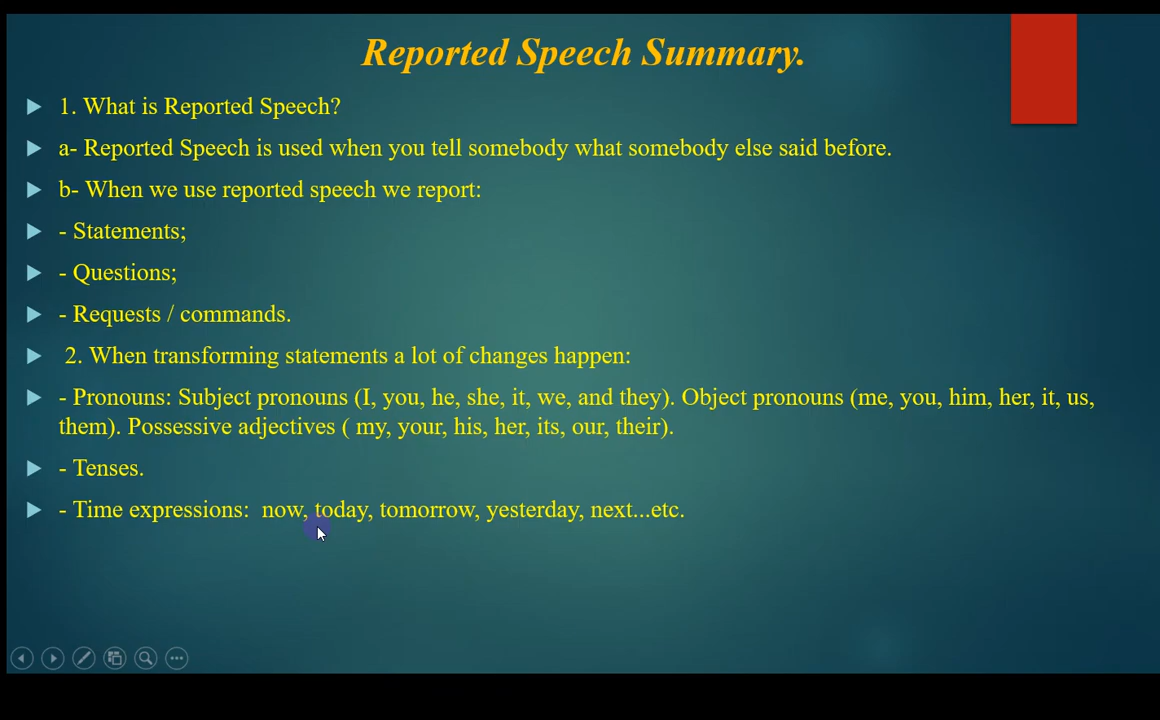 Reported Speech Summary.
1. What is Reported Speech?
a- Reported Speech is used when you tell somebody what somebody else said before.
b- When we use reported speech we report:
- Statements;
- Questions;
- Requests / commands.
2. When transforming statements a lot of changes happen:
- Pronouns: Subject pronouns (I, you, he, she, it, we, and they). Object pronouns (me, you, him, her, it, us,
them). Possessive adjectives ( my, your, his, her, its, our, their).
- Tenses.
- Time expressions:  now, today, tomorrow, yesterday, next...etc.